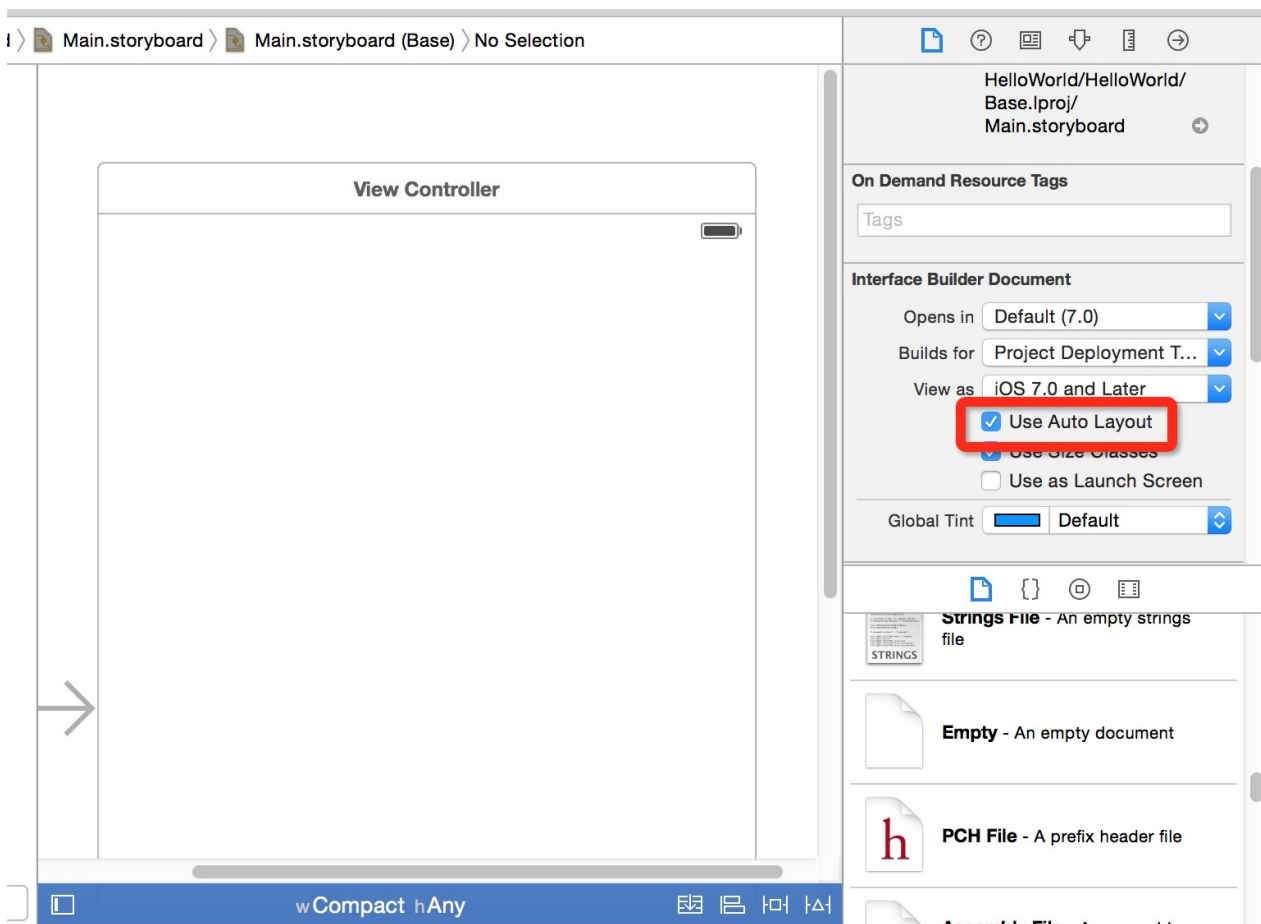 Main.storyboard 〉 Main.storyboard (Base) 〉No Selection
View Controller
wCompact hAny
HelloWorld/HelloWorld/
Base.lproj/
Main.storyboard
On Demand Resource Tags
Tags
Interface Builder Document
Opens in Default (7.0)
Builds for Project Deployment T...
View as iOS 7.0 and Later
Use Auto Layout
Use Size Classes
Use as Launch Screen
Global Tint Default
Strings File - An empty strings
file
STRINGS
Empty - An empty document
h
PCH File - A prefix header file